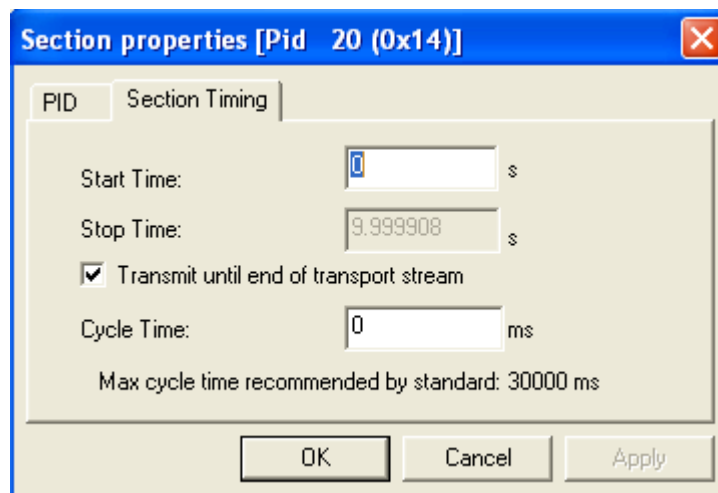 Section properties [Pid   20 (0x14)]
PID Section Timing
Start Time: 0 s
Stop Time: 9.999908 s
Transmit until end of transport stream
Cycle Time: 0 ms
Max cycle time recommended by standard: 30000 ms
OK Cancel Apply